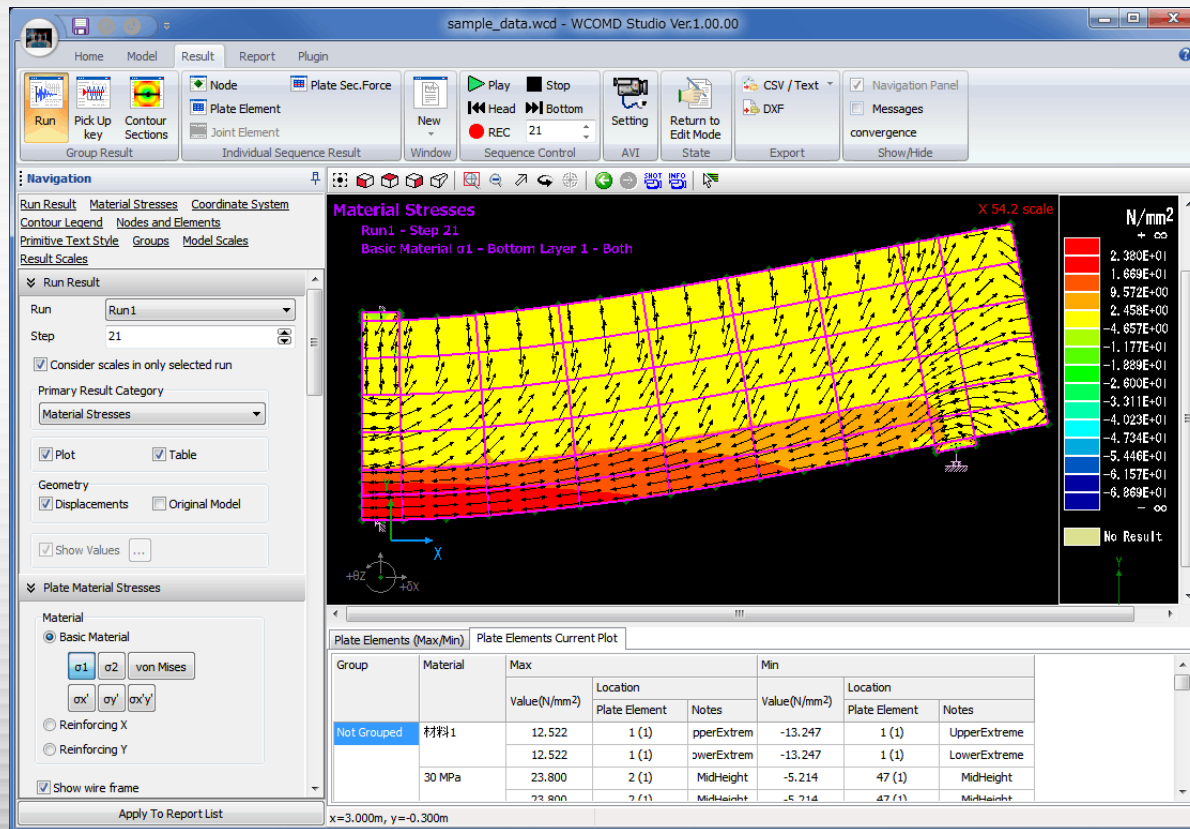 sample_data.wcd - WCOMD Studio Ver.1.00.00
Home Model Result Report Plugin
Run
Pick Up key
Contour Sections
Group Result
Node
Plate Element
Joint Element
Plate Sec.Force
Individual Sequence Result
New
Window
Play Stop
Head Bottom
REC 21
Sequence Control
Setting
AVI
Return to Edit Mode
State
CSV / Text
DXF
Export
Navigation Panel
Messages
convergence
Show/Hide
Navigation
Run Result Material Stresses Coordinate System
Contour Legend Nodes and Elements
Primitive Text Style Groups Model Scales
Result Scales
Run Result
Run Run1
Step 21
Consider scales in only selected run
Primary Result Category
Material Stresses
Plot Table
Geometry
Displacements Original Model
Show Values ...
Plate Material Stresses
Material
Basic Material
σ1 σ2 von Mises
σx' σy' σx'y'
Reinforcing X
Reinforcing Y
Show wire frame
Apply To Report List
SHOT INFO
Material Stresses
X 54.2 scale
Run1 - Step 21
Basic Material σ1 - Bottom Layer 1 - Both
Y
X
+θZ
+δX
N/mm2
+ ∞
2.380E+01
1.669E+01
9.572E+00
2.458E+00
-4.657E+00
-1.177E+01
-1.889E+01
-2.600E+01
-3.311E+01
-4.023E+01
-4.734E+01
-5.446E+01
-6.157E+01
-6.869E+01
- ∞
No Result
Y
Plate Elements (Max/Min) Plate Elements Current Plot
Group Material Max Min
Value(N/mm²) Location Value(N/mm²) Location
Plate Element Notes Plate Element Notes
Not Grouped 材料1 12.522 1 (1) pperExtrem -13.247 1 (1) UpperExtreme
12.522 1 (1) owerExtrem -13.247 1 (1) LowerExtreme
30 MPa 23.800 2 (1) MidHeight -5.214 47 (1) MidHeight
23.800 2 (1) MidHeight -5.214 47 (1) MidHeight
x=3.000m, y=-0.300m